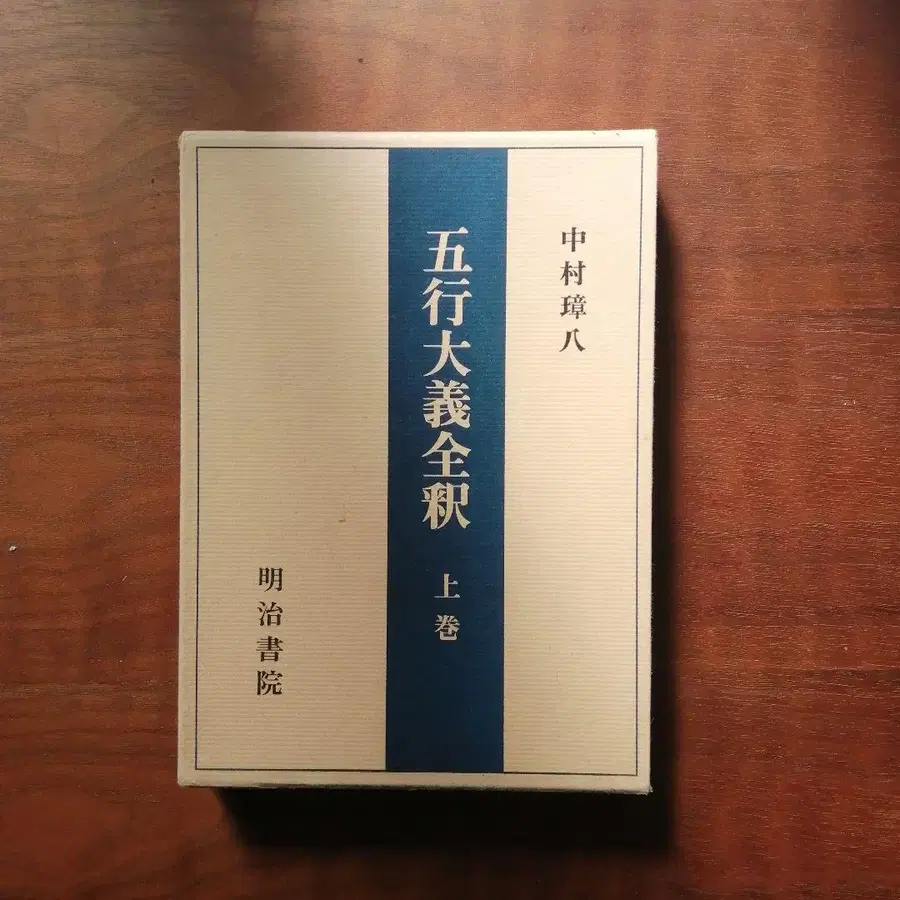 中村璋八
五行大義全釈 上巻
明治書院